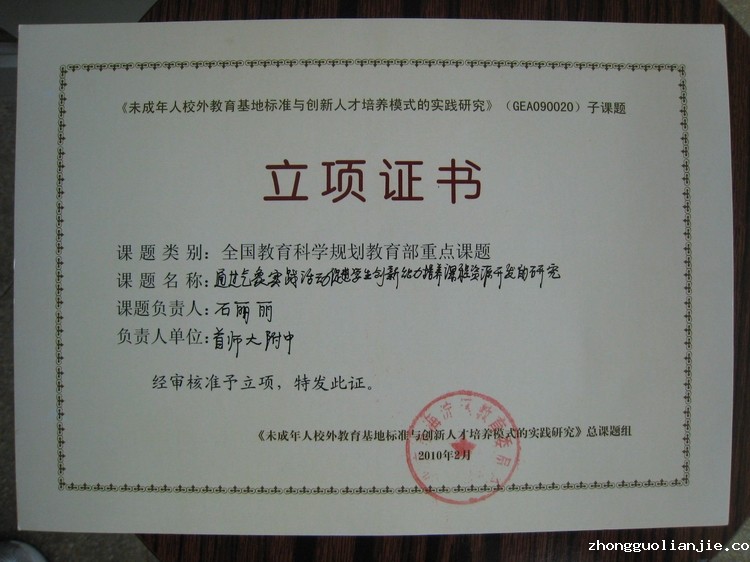 《未成年人校外教育基地标准与创新人才培养模式的实践研究》（GEA090020）子课题
立项证书
课题类别：全国教育科学规划教育部重点课题
课题名称：通过气象实践活动促进学生创新能力培养课程资源开发的研究
课题负责人：石丽丽
负责人单位：首师大附中
经审核准予立项，特发此证。
《未成年人校外教育基地标准与创新人才培养模式的实践研究》总课题组
2010年2月
zhongguolianjie.co